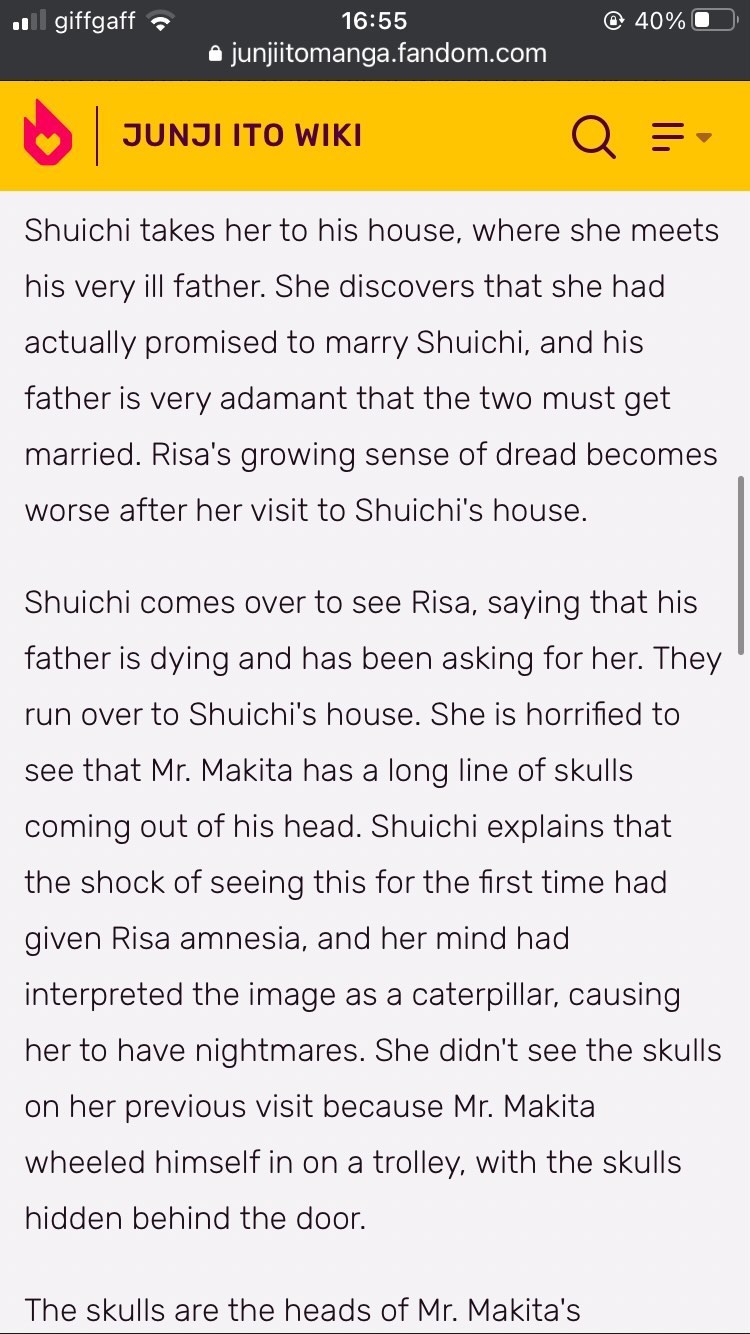 giffgaff 16:55 40%
junjiitomanga.fandom.com
JUNJI ITO WIKI
Shuichi takes her to his house, where she meets
his very ill father. She discovers that she had
actually promised to marry Shuichi, and his
father is very adamant that the two must get
married. Risa's growing sense of dread becomes
worse after her visit to Shuichi's house.
Shuichi comes over to see Risa, saying that his
father is dying and has been asking for her. They
run over to Shuichi's house. She is horrified to
see that Mr. Makita has a long line of skulls
coming out of his head. Shuichi explains that
the shock of seeing this for the first time had
given Risa amnesia, and her mind had
interpreted the image as a caterpillar, causing
her to have nightmares. She didn't see the skulls
on her previous visit because Mr. Makita
wheeled himself in on a trolley, with the skulls
hidden behind the door.
The skulls are the heads of Mr. Makita's